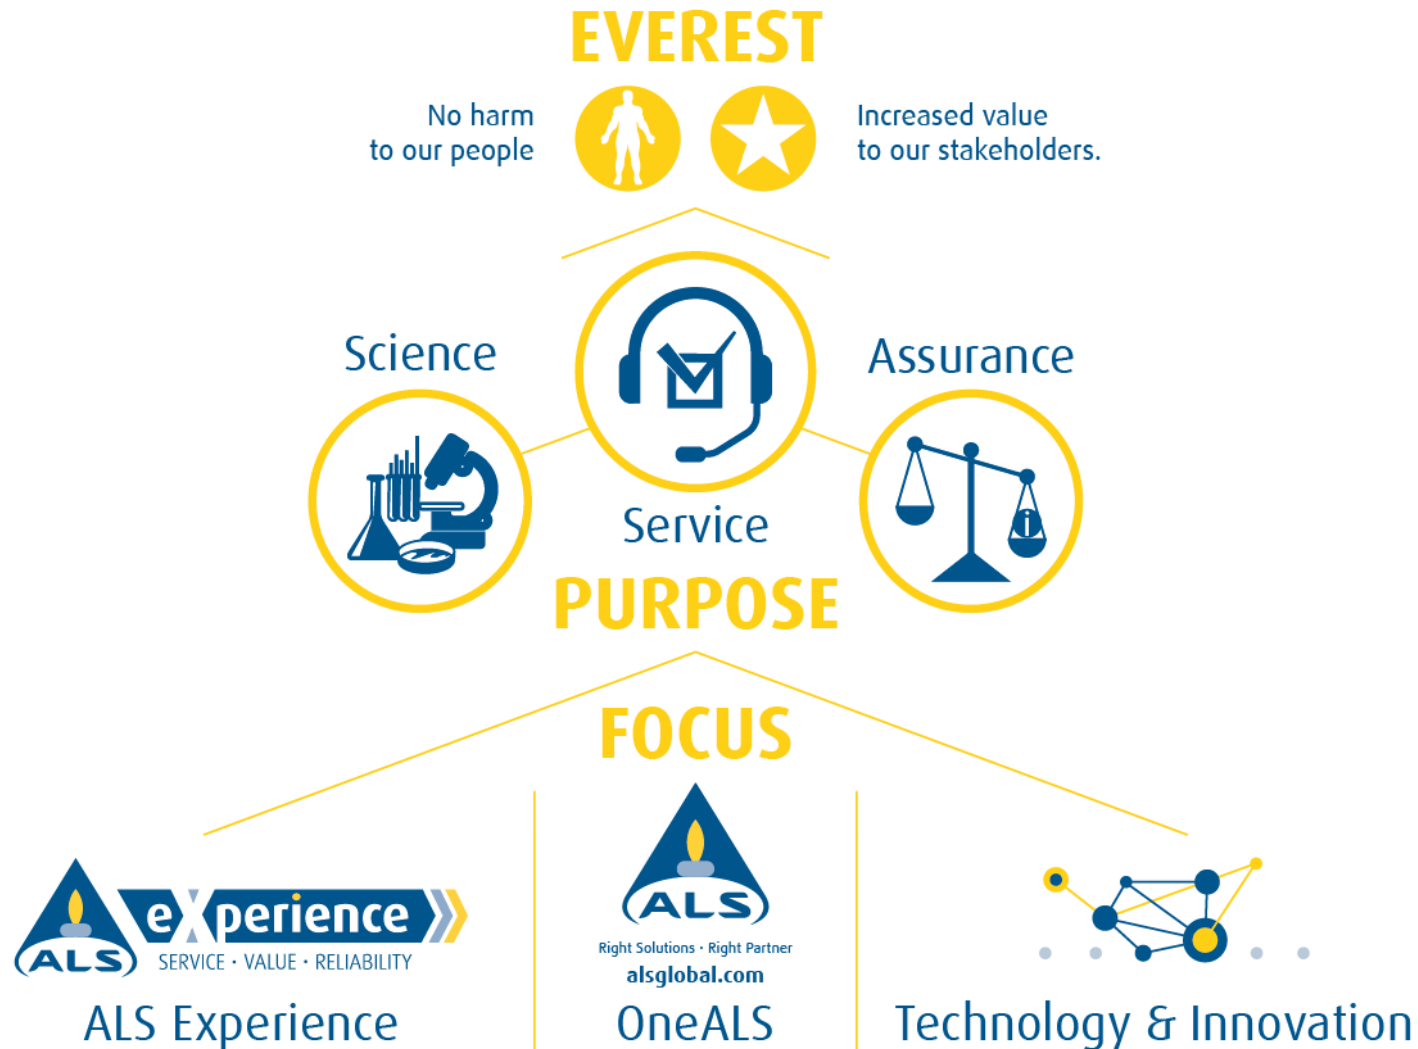 EVEREST
No harm
to our people
Increased value
to our stakeholders.
Science
Assurance
i
Service
PURPOSE
FOCUS
ALS
eXperience
SERVICE · VALUE · RELIABILITY
ALS Experience
ALS
Right Solutions · Right Partner
alsglobal.com
OneALS
Technology & Innovation